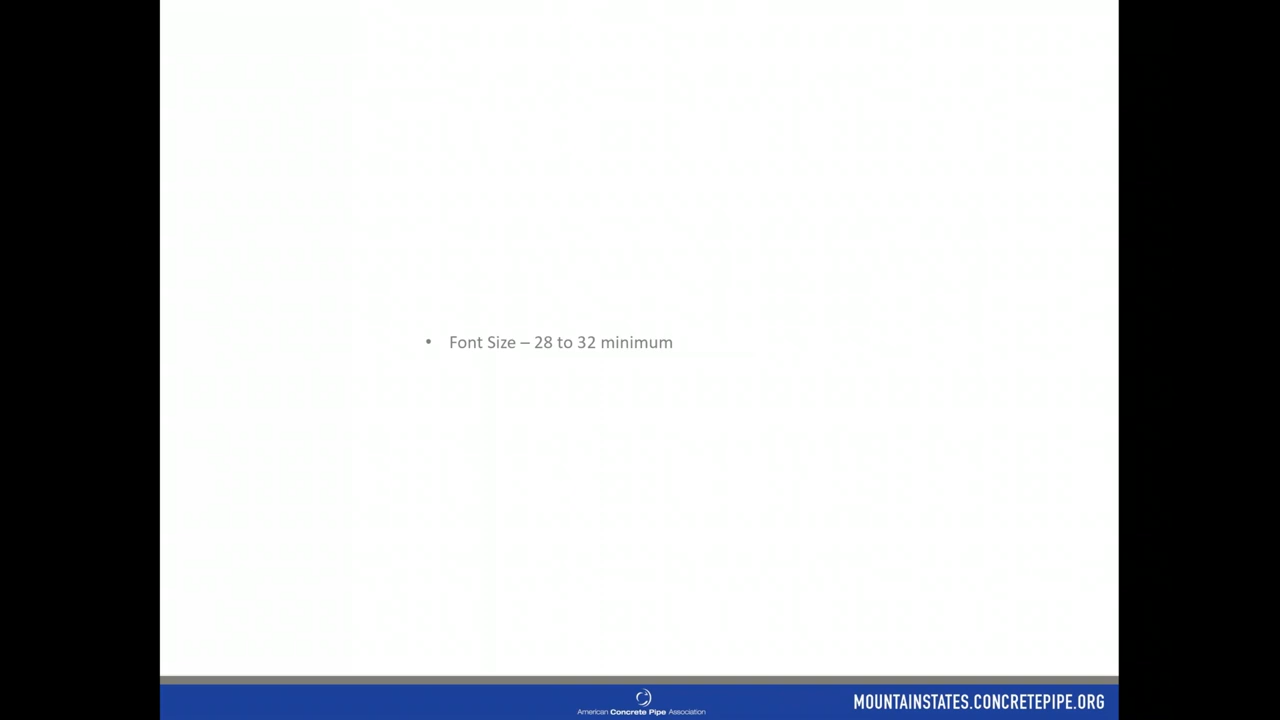 • Font Size – 28 to 32 minimum
American Concrete Pipe Association
MOUNTAINSTATES.CONCRETEPIPE.ORG